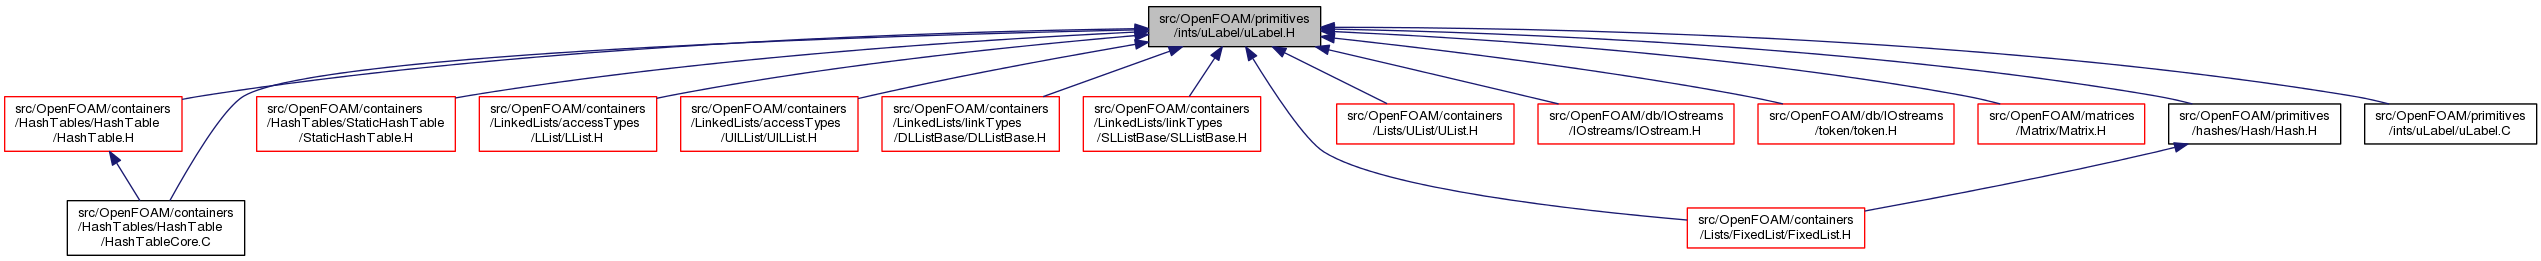 src/OpenFOAM/primitives
/ints/uLabel/uLabel.H
src/OpenFOAM/containers
/HashTables/HashTable
/HashTable.H
src/OpenFOAM/containers
/HashTables/StaticHashTable
/StaticHashTable.H
src/OpenFOAM/containers
/LinkedLists/accessTypes
/LList/LList.H
src/OpenFOAM/containers
/LinkedLists/accessTypes
/UILList/UILList.H
src/OpenFOAM/containers
/LinkedLists/linkTypes
/DLListBase/DLListBase.H
src/OpenFOAM/containers
/LinkedLists/linkTypes
/SLListBase/SLListBase.H
src/OpenFOAM/containers
/Lists/UList/UList.H
src/OpenFOAM/db/IOstreams
/IOstreams/IOstream.H
src/OpenFOAM/db/IOstreams
/token/token.H
src/OpenFOAM/matrices
/Matrix/Matrix.H
src/OpenFOAM/primitives
/hashes/Hash/Hash.H
src/OpenFOAM/primitives
/ints/uLabel/uLabel.C
src/OpenFOAM/containers
/HashTables/HashTable
/HashTableCore.C
src/OpenFOAM/containers
/Lists/FixedList/FixedList.H